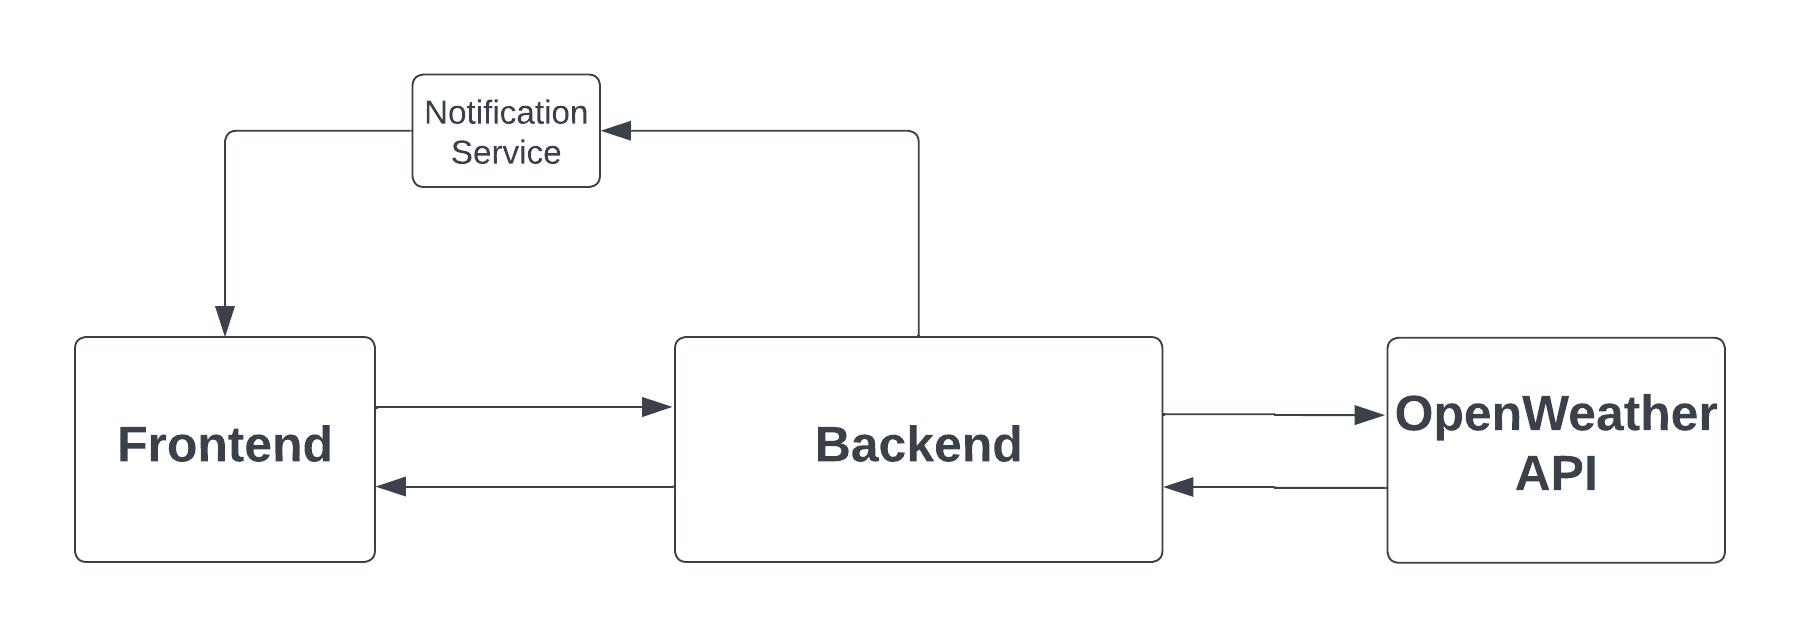 Notification
Service
Frontend
Backend
OpenWeather
API